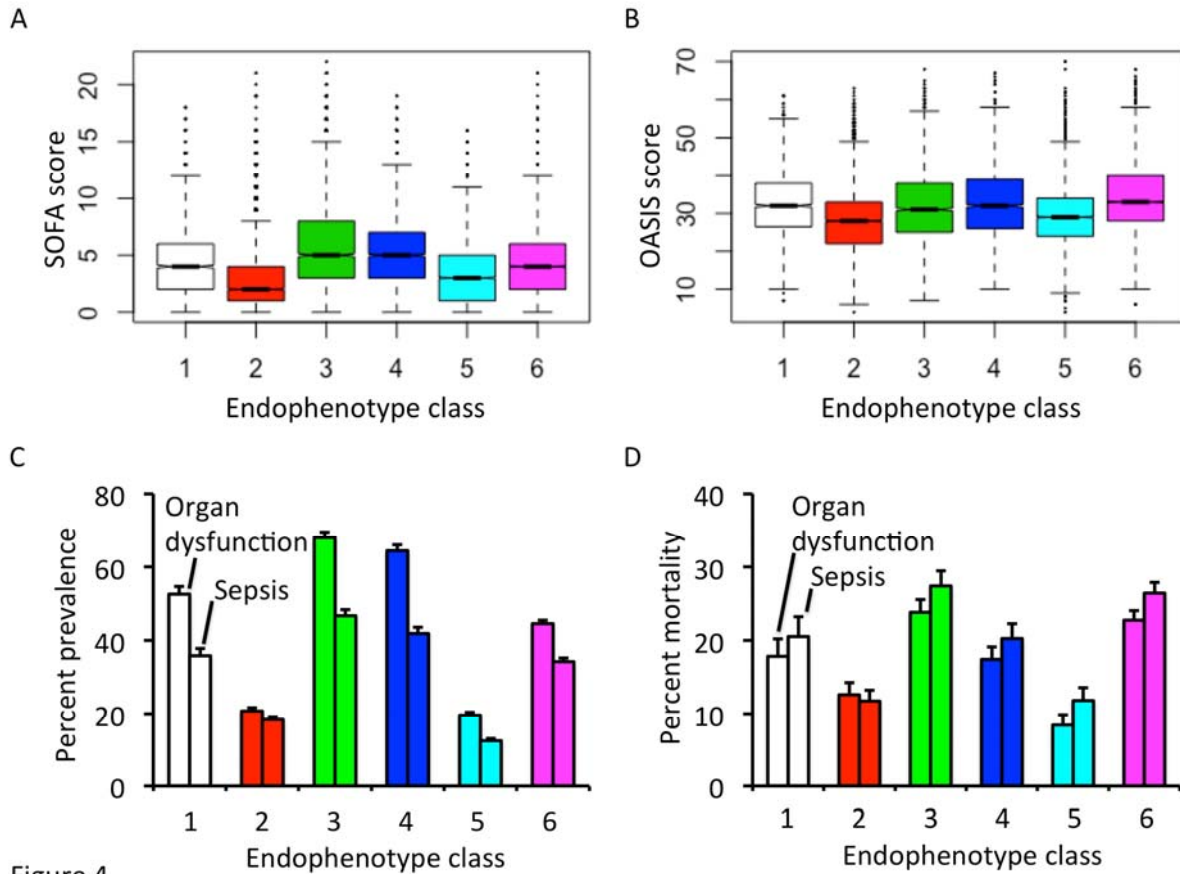 A
SOFA score
20
15
10
5
0
1 2 3 4 5 6
Endophenotype class
B
OASIS score
70
50
30
10
1 2 3 4 5 6
Endophenotype class
C
Percent prevalence
80
60
40
20
0
Organ
dysfunction
Sepsis
1 2 3 4 5 6
Endophenotype class
D
Percent mortality
40
30
20
10
0
Organ
dysfunction
Sepsis
1 2 3 4 5 6
Endophenotype class
Figure 4